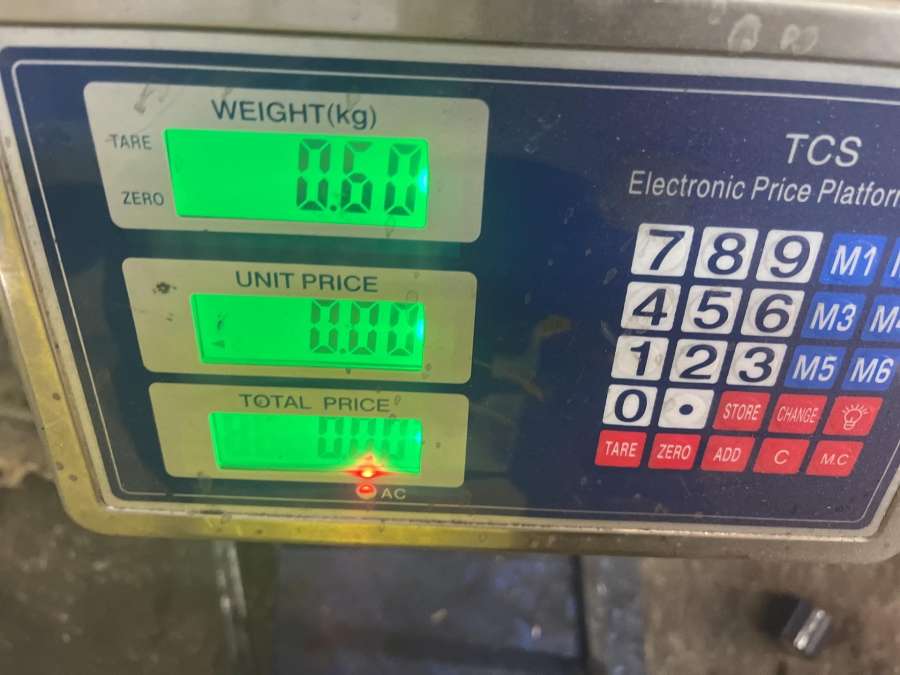 WEIGHT(kg)
TARE
0.60
ZERO
UNIT PRICE
0.00
TOTAL PRICE
0.00
AC
TCS
Electronic Price Platform
7 8 9 M1
4 5 6 M3 M4
1 2 3 M5 M6
0 • STORE CHANGE
TARE ZERO ADD C M.C